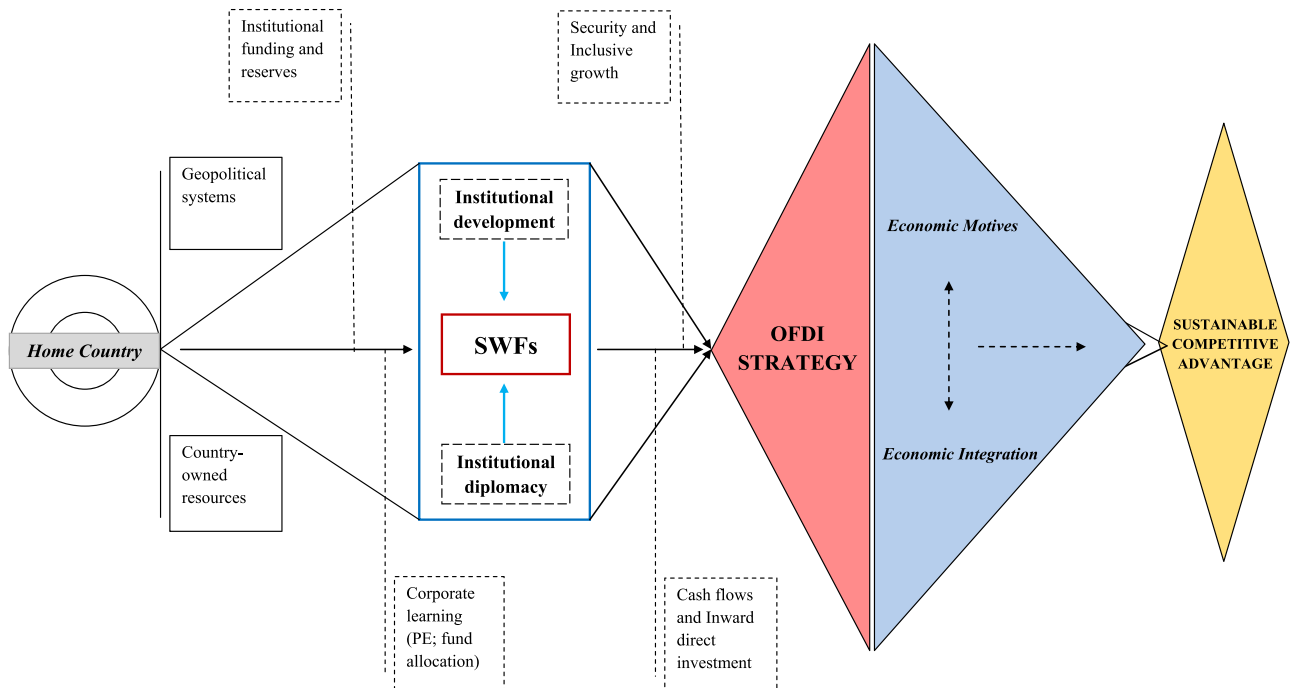 Institutional
funding and
reserves
Security and
Inclusive
growth
Geopolitical
systems
Home Country
Country-
owned
resources
Institutional
development
SWFs
Institutional
diplomacy
Corporate
learning
(PE; fund
allocation)
Cash flows
and Inward
direct
investment
OFDI
STRATEGY
Economic Motives
Economic Integration
SUSTAINABLE
COMPETITIVE
ADVANTAGE